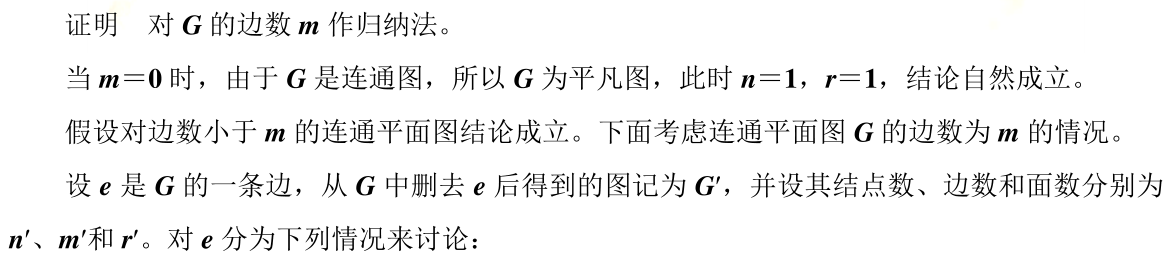 证明 对 G 的边数 m 作归纳法。
当 m=0 时，由于 G 是连通图，所以 G 为平凡图，此时 n=1，r=1，结论自然成立。
假设对边数小于 m 的连通平面图结论成立。下面考虑连通平面图 G 的边数为 m 的情况。
设 e 是 G 的一条边，从 G 中删去 e 后得到的图记为 G′，并设其结点数、边数和面数分别为
n′、m′和 r′。对 e 分为下列情况来讨论：